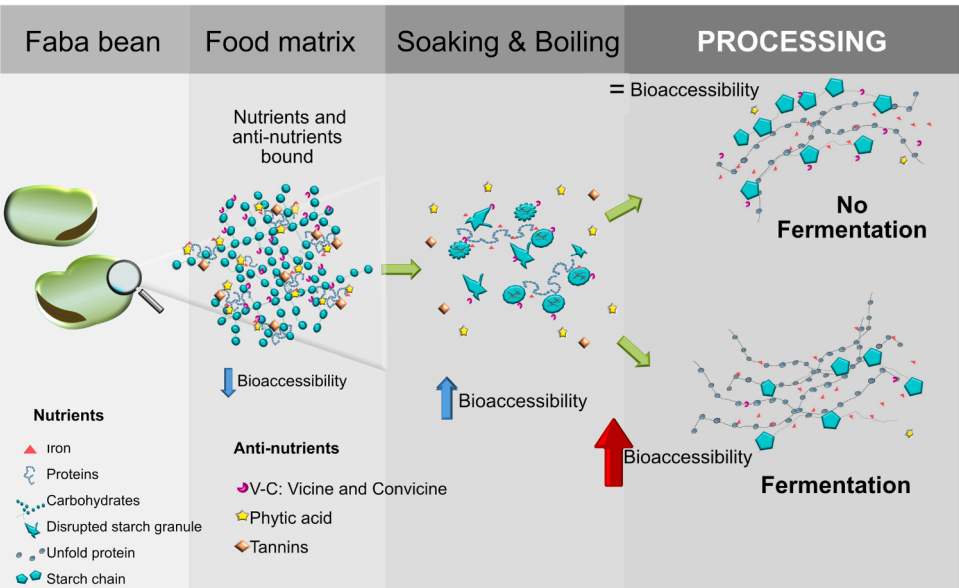 Faba bean
Food matrix
Soaking & Boiling
PROCESSING
Nutrients and
anti-nutrients
bound
Bioaccessibility
Bioaccessibility
= Bioaccessibility
No
Fermentation
Bioaccessibility
Fermentation
Nutrients
Iron
Proteins
Carbohydrates
Disrupted starch granule
Unfold protein
Starch chain
Anti-nutrients
V-C: Vicine and Convicine
Phytic acid
Tannins